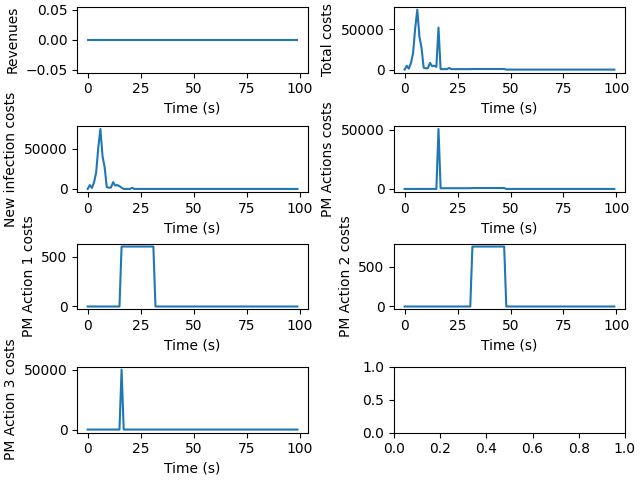 Revenues
0.05
0.00
−0.05
0 25 50 75 100
Time (s)
Total costs
50000
0
0 25 50 75 100
Time (s)
New infection costs
50000
0
0 25 50 75 100
Time (s)
PM Actions costs
50000
0
0 25 50 75 100
Time (s)
PM Action 1 costs
500
0
0 25 50 75 100
Time (s)
PM Action 2 costs
500
0
0 25 50 75 100
Time (s)
PM Action 3 costs
50000
0
0 25 50 75 100
Time (s)
1.0
0.5
0.0
0.0 0.2 0.4 0.6 0.8 1.0